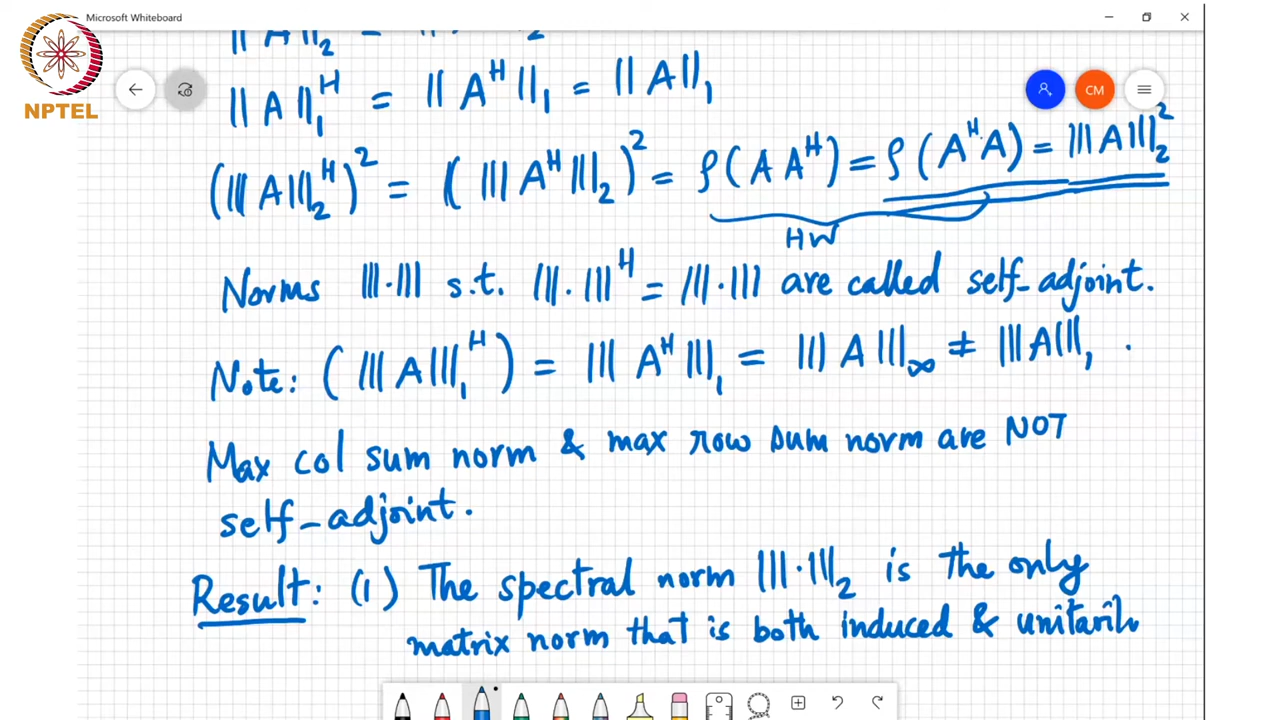 Microsoft Whiteboard
NPTEL
CM
‖A‖₂ = ‖ ‖₂
‖A‖₁ᴴ = ‖Aᴴ‖₁ = ‖A‖₁
(|||A|||₂ᴴ)² = (|||Aᴴ|||₂)² = ρ(AAᴴ) = ρ(AᴴA) = |||A|||₂²
HW
Norms |||·||| s.t. |||·|||ᴴ = |||·||| are called self-adjoint.
Note: (|||A|||₁ᴴ) = |||Aᴴ|||₁ = |||A|||∞ ≠ |||A|||₁.
Max col sum norm & max row sum norm are NOT
self-adjoint.
Result: (1) The spectral norm |||·|||₂ is the only
matrix norm that is both induced & unitarily